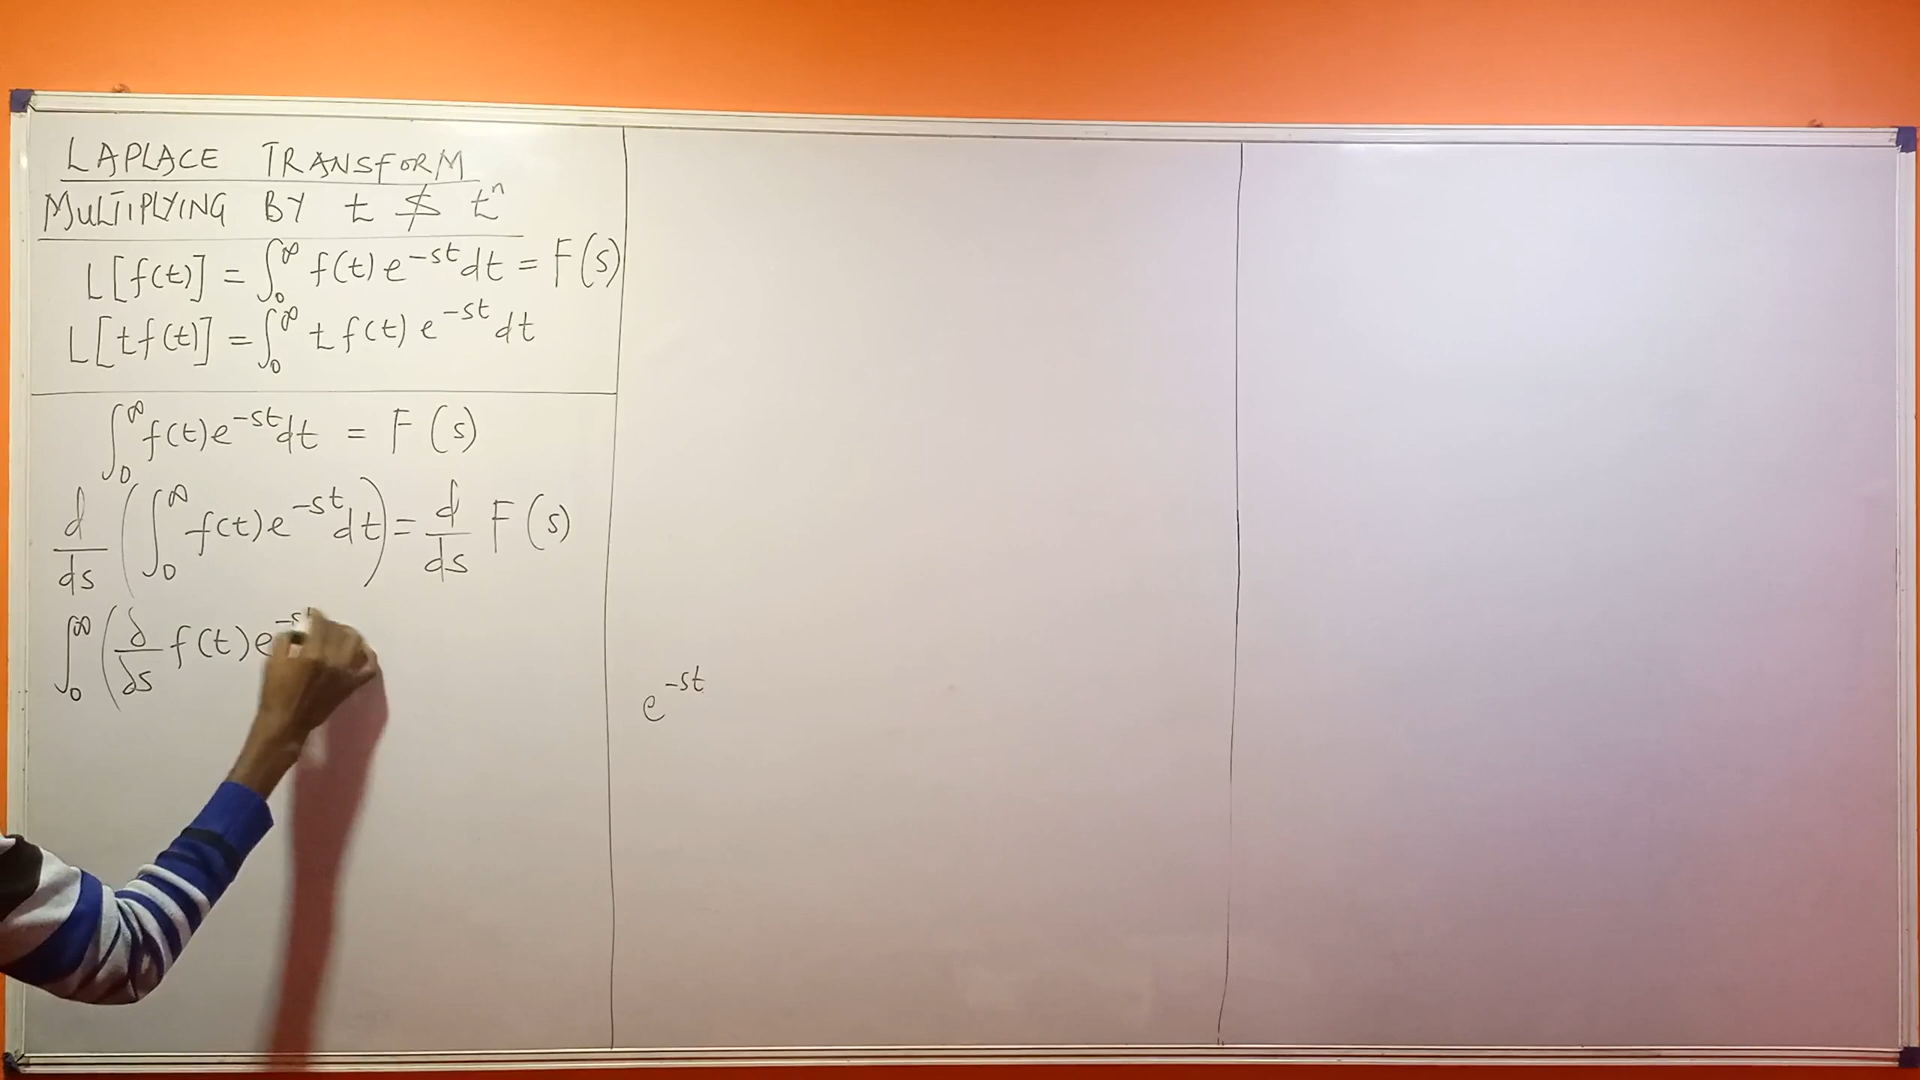 LAPLACE TRANSFORM
MULTIPLYING BY t & tⁿ
L[f(t)] = ∫₀^∞ f(t) e^-st dt = F(s)
L[tf(t)] = ∫₀^∞ t f(t) e^-st dt
∫₀^∞ f(t)e^-st dt = F(s)
d/ds (∫₀^∞ f(t)e^-st dt) = d/ds F(s)
∫₀^∞ (∂/∂s f(t)e^-s
e^-st